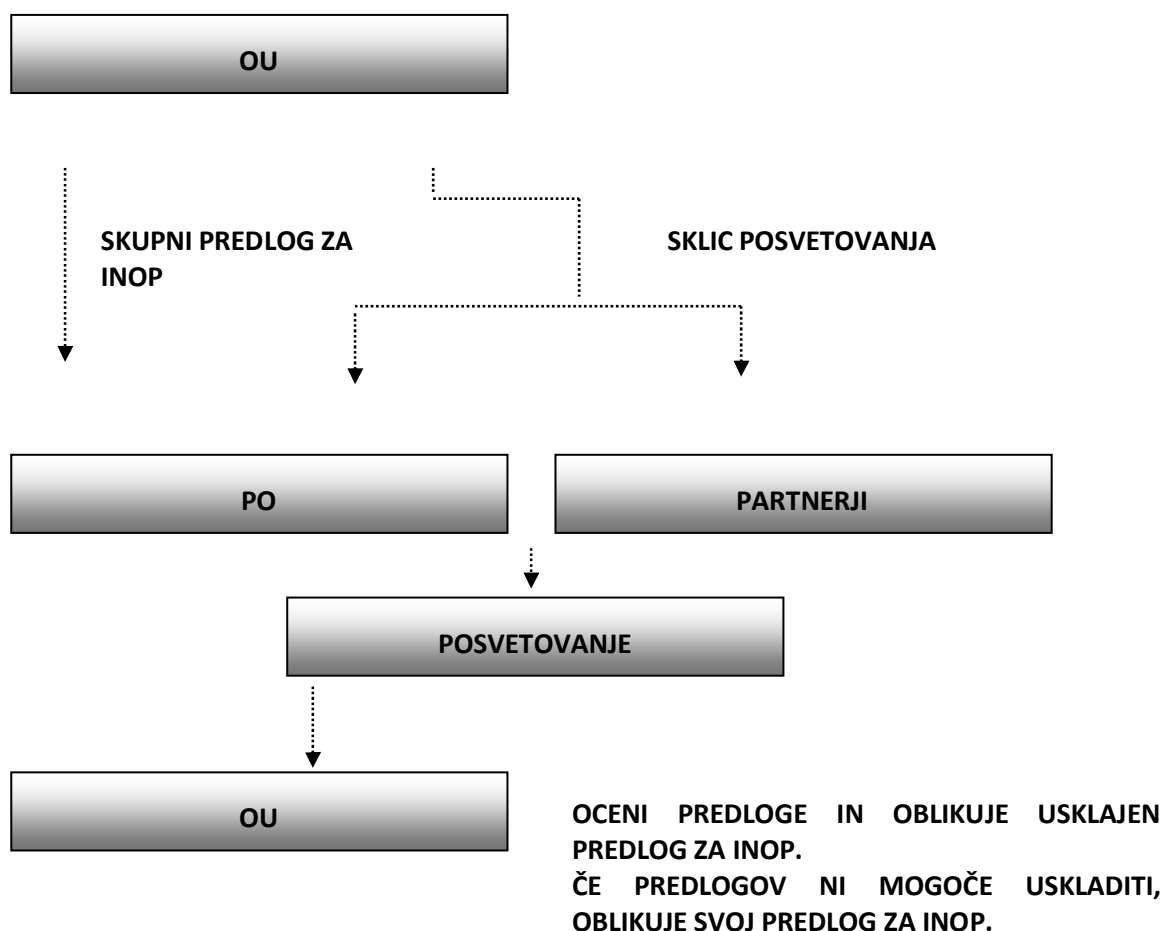 OU
SKUPNI PREDLOG ZA
INOP
SKLIC POSVETOVANJA
PO
PARTNERJI
POSVETOVANJE
OU
OCENI PREDLOGE IN OBLIKUJE USKLAJEN
PREDLOG ZA INOP.
ČE PREDLOGOV NI MOGOČE USKLADITI,
OBLIKUJE SVOJ PREDLOG ZA INOP.